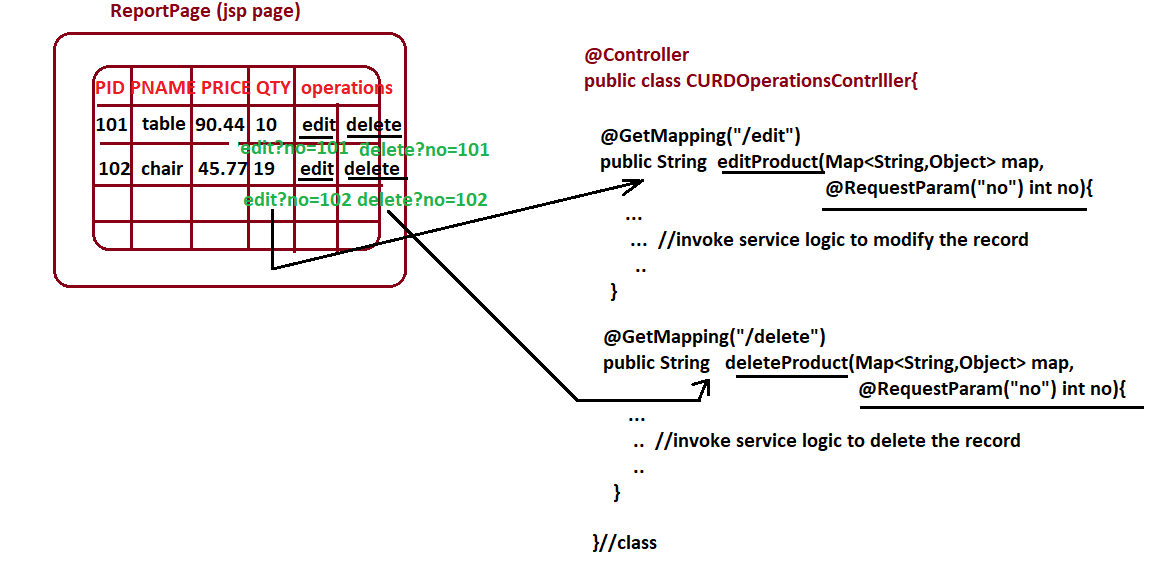 ReportPage (jsp page)
PID PNAME PRICE QTY operations
101 table 90.44 10 edit delete
edit?no=101 delete?no=101
102 chair 45.77 19 edit delete
edit?no=102 delete?no=102
@Controller
public class CURDOperationsContrlller{
@GetMapping("/edit")
public String editProduct(Map<String,Object> map,
@RequestParam("no") int no){
...
... //invoke service logic to modify the record
..
}
@GetMapping("/delete")
public String deleteProduct(Map<String,Object> map,
@RequestParam("no") int no){
...
.. //invoke service logic to delete the record
..
}
}//class